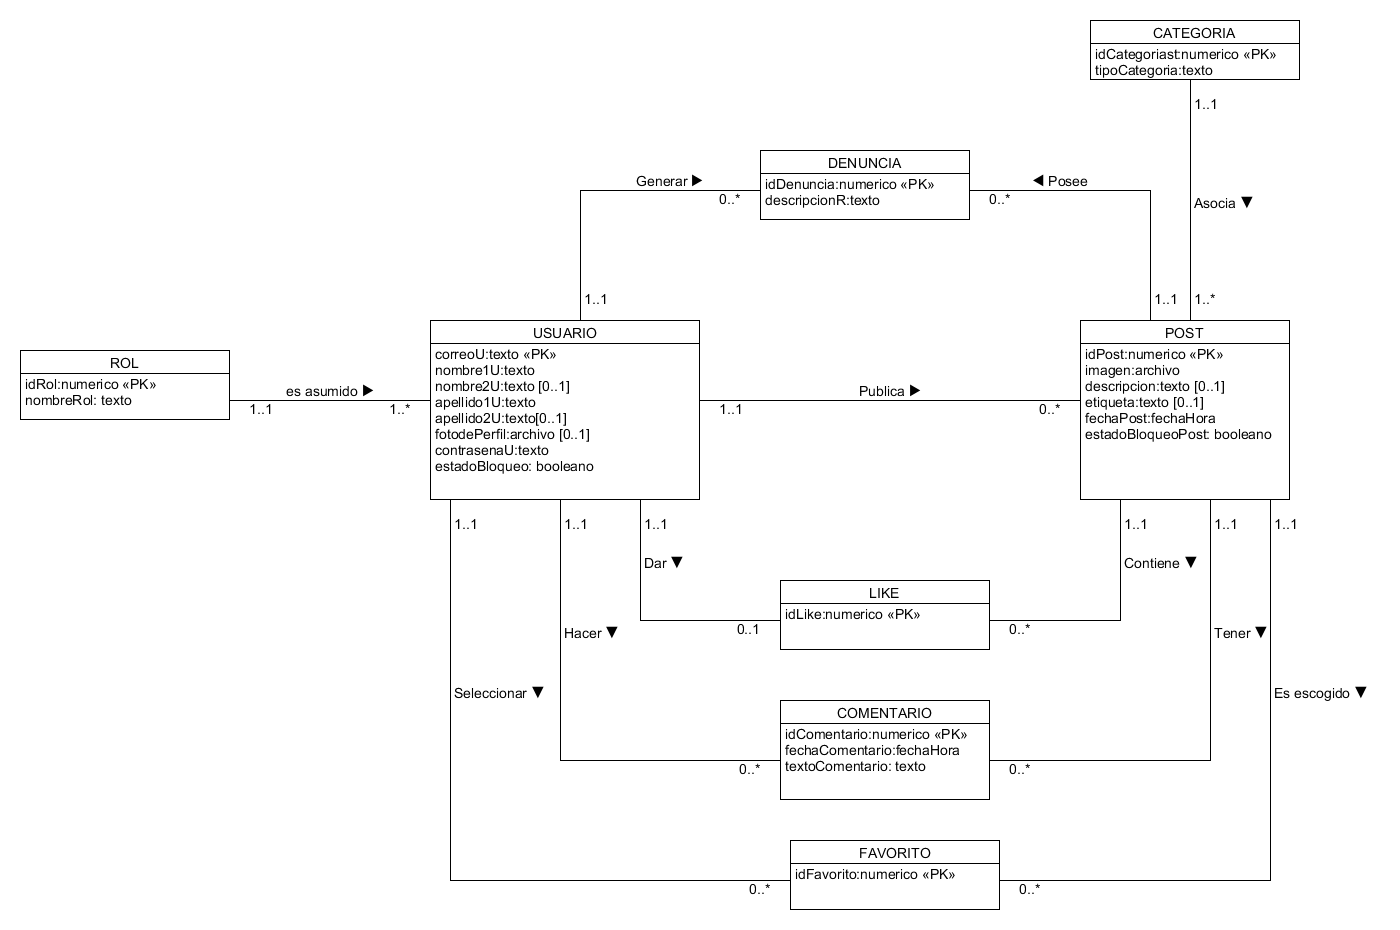 CATEGORIA
idCategoriast:numerico «PK»
tipoCategoria:texto
1..1
Asocia ▼
1..*
DENUNCIA
idDenuncia:numerico «PK»
descripcionR:texto
Generar ▶
0..*
1..1
◀ Posee
0..*
1..1
ROL
idRol:numerico «PK»
nombreRol: texto
es asumido ▶
1..1
1..*
USUARIO
correoU:texto «PK»
nombre1U:texto
nombre2U:texto [0..1]
apellido1U:texto
apellido2U:texto[0..1]
fotodePerfil:archivo [0..1]
contrasenaU:texto
estadoBloqueo: booleano
Publica ▶
1..1
0..*
POST
idPost:numerico «PK»
imagen:archivo
descripcion:texto [0..1]
etiqueta:texto [0..1]
fechaPost:fechaHora
estadoBloqueoPost: booleano
1..1
1..1
1..1
1..1
1..1
1..1
Dar ▼
Contiene ▼
LIKE
idLike:numerico «PK»
0..1
0..*
Hacer ▼
Tener ▼
Seleccionar ▼
Es escogido ▼
COMENTARIO
idComentario:numerico «PK»
fechaComentario:fechaHora
textoComentario: texto
0..*
0..*
FAVORITO
idFavorito:numerico «PK»
0..*
0..*